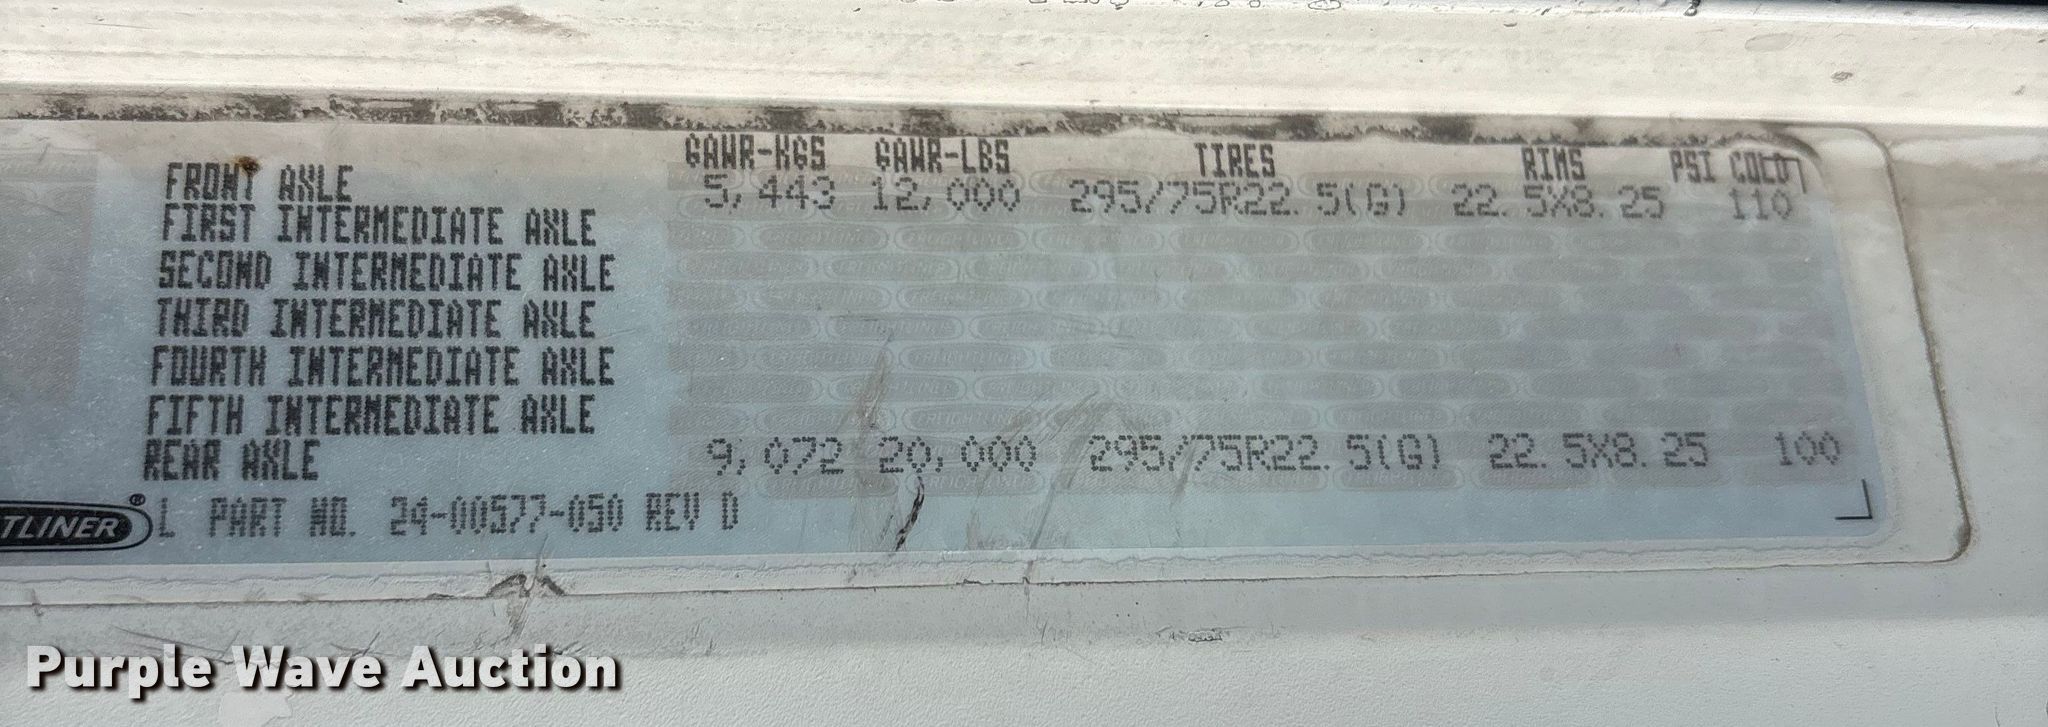 GAWR-KGS GAWR-LBS TIRES RIMS PSI COLD
FRONT AXLE 5,443 12,000 295/75R22.5(G) 22.5X8.25 110
FIRST INTERMEDIATE AXLE
SECOND INTERMEDIATE AXLE
THIRD INTERMEDIATE AXLE
FOURTH INTERMEDIATE AXLE
FIFTH INTERMEDIATE AXLE
REAR AXLE 9,072 20,000 295/75R22.5(G) 22.5X8.25 100
TLINER® L PART NO. 24-00577-050 REV D
Purple Wave Auction